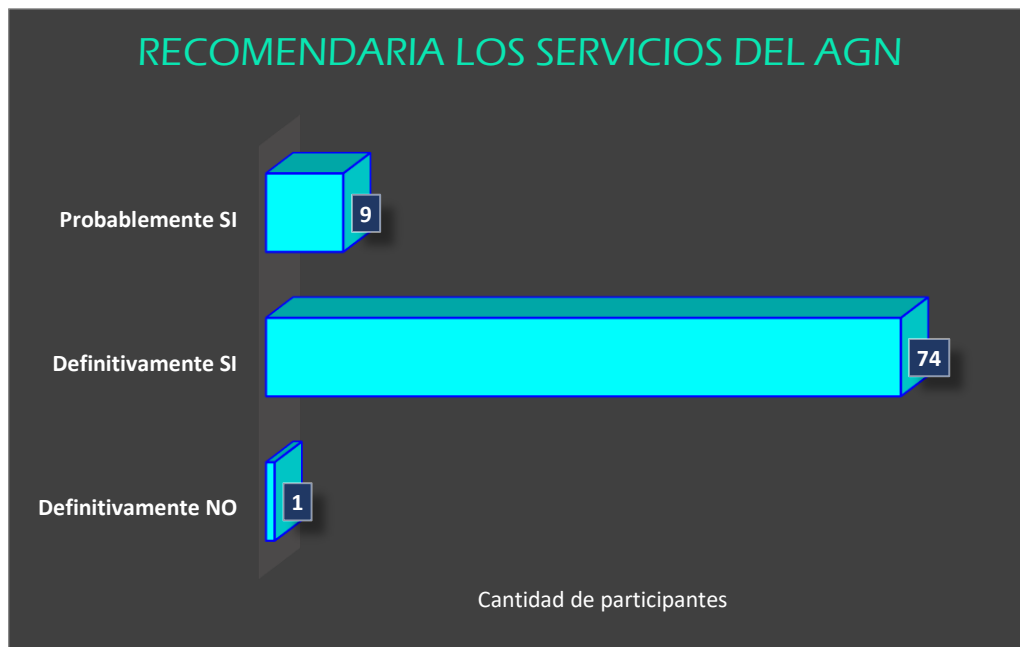 RECOMENDARIA LOS SERVICIOS DEL AGN
Probablemente SI
9
Definitivamente SI
74
Definitivamente NO
1
Cantidad de participantes